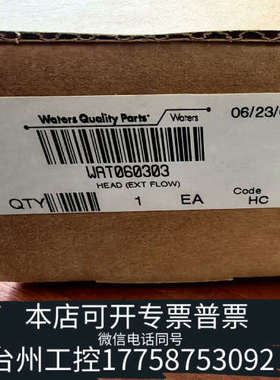 Waters Quality Parts
Waters
06/23/
WAT060303
HEAD (EXT FLOW)
QTY 1 EA
Code
HC
本店可开专票普票
微信电话同号
台州工控17758753092